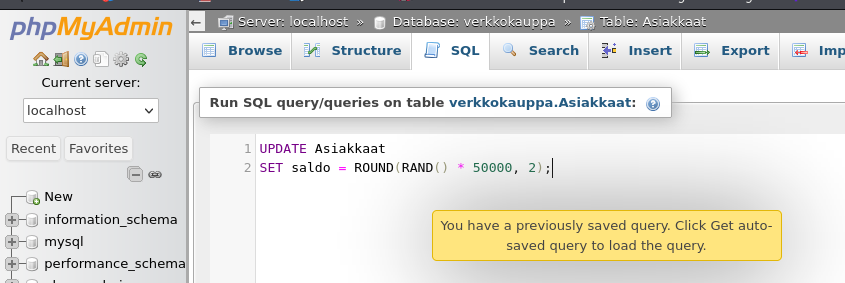 phpMyAdmin
Current server:
localhost
Recent Favorites
New
information_schema
mysql
performance_schema
Server: localhost » Database: verkkokauppa » Table: Asiakkaat
Browse Structure SQL Search Insert Export Imp
Run SQL query/queries on table verkkokauppa.Asiakkaat:
1 UPDATE Asiakkaat
2 SET saldo = ROUND(RAND() * 50000, 2);
You have a previously saved query. Click Get auto-
saved query to load the query.